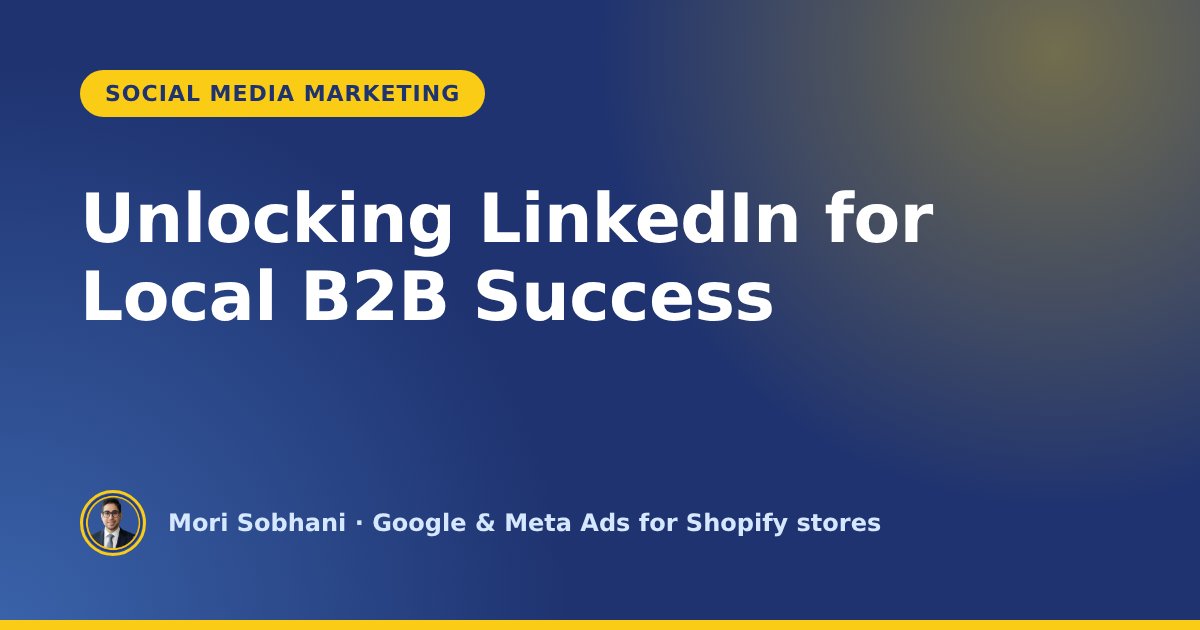 SOCIAL MEDIA MARKETING
Unlocking LinkedIn for
Local B2B Success
Mori Sobhani · Google & Meta Ads for Shopify stores